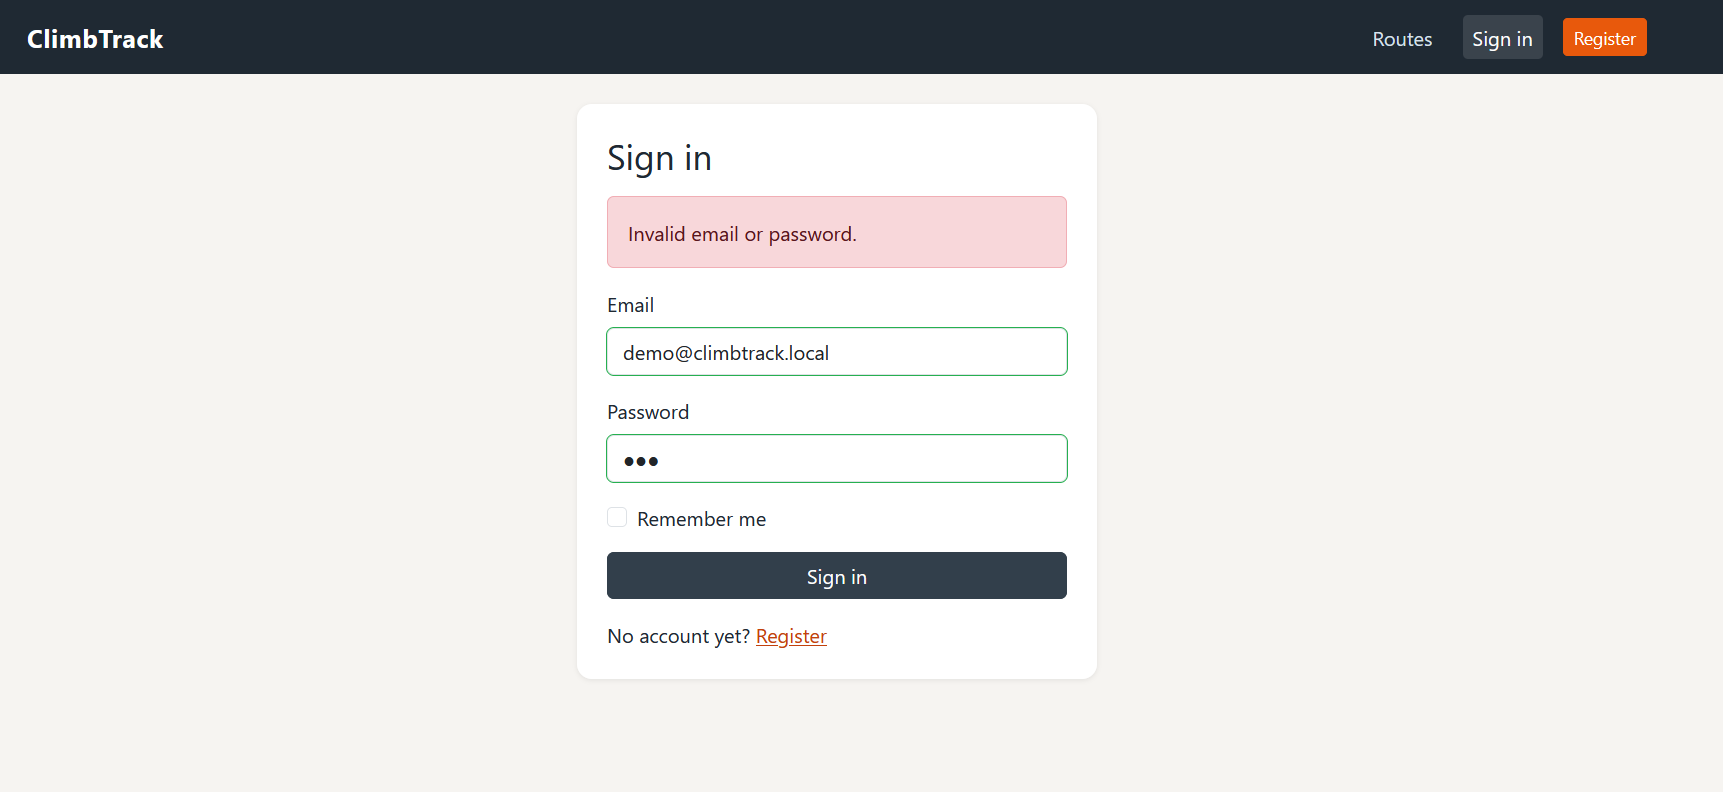 ClimbTrack
Routes
Sign in
Register
Sign in
Invalid email or password.
Email
demo@climbtrack.local
Password
●●●
Remember me
Sign in
No account yet? Register